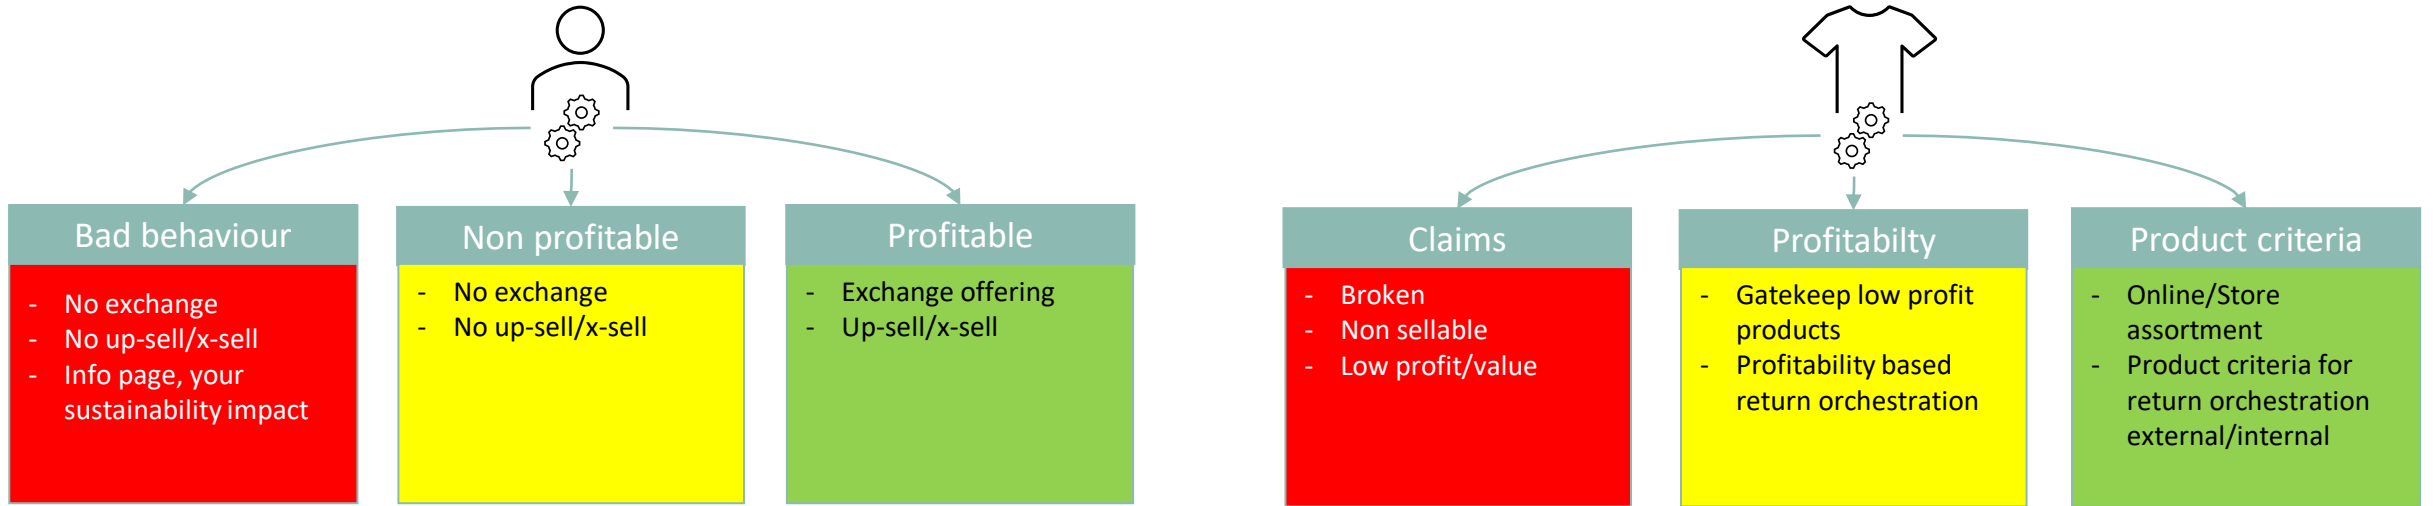 Bad behaviour
- No exchange
- No up-sell/x-sell
- Info page, your
sustainability impact
Non profitable
- No exchange
- No up-sell/x-sell
Profitable
- Exchange offering
- Up-sell/x-sell
Claims
- Broken
- Non sellable
- Low profit/value
Profitabilty
- Gatekeep low profit
products
- Profitability based
return orchestration
Product criteria
- Online/Store
assortment
- Product criteria for
return orchestration
external/internal